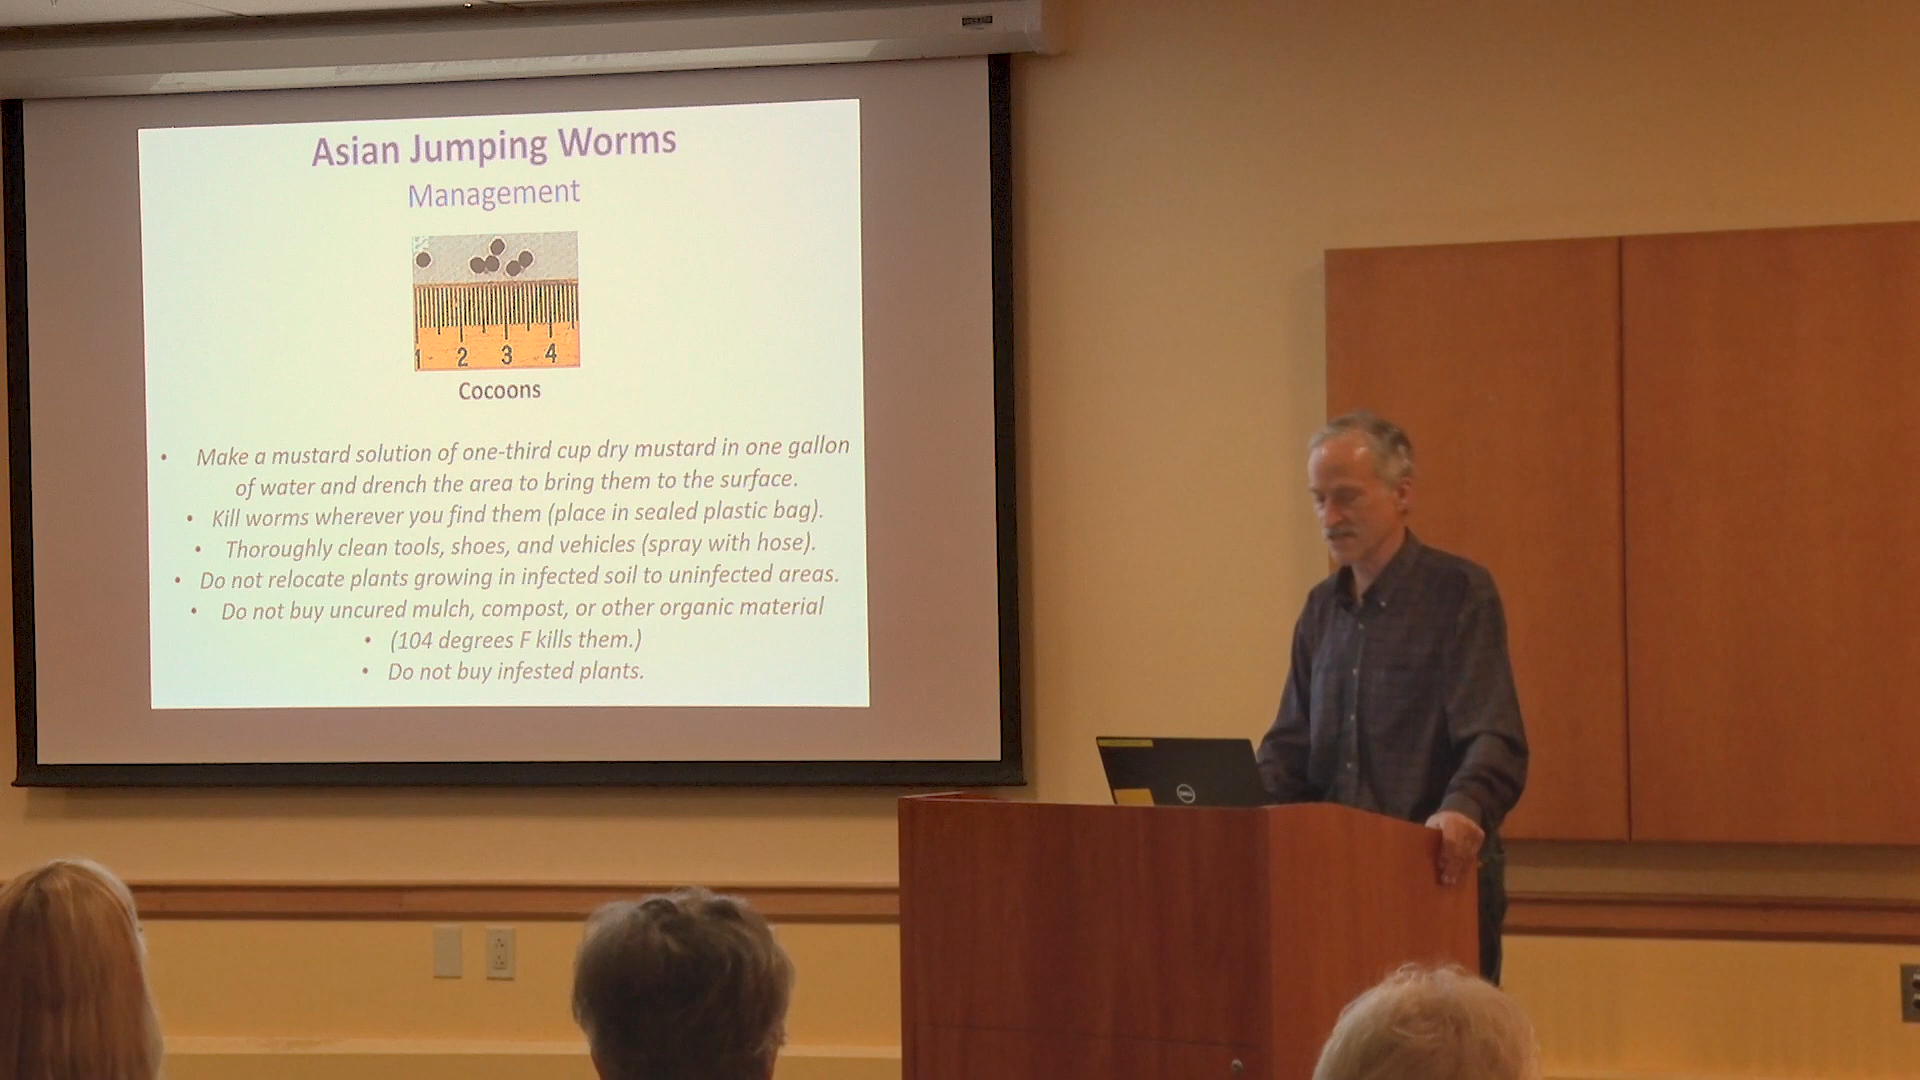 Asian Jumping Worms
Management
1 2 3 4
Cocoons
• Make a mustard solution of one-third cup dry mustard in one gallon
of water and drench the area to bring them to the surface.
• Kill worms wherever you find them (place in sealed plastic bag).
• Thoroughly clean tools, shoes, and vehicles (spray with hose).
• Do not relocate plants growing in infected soil to uninfected areas.
• Do not buy uncured mulch, compost, or other organic material
• (104 degrees F kills them.)
• Do not buy infested plants.
DELL